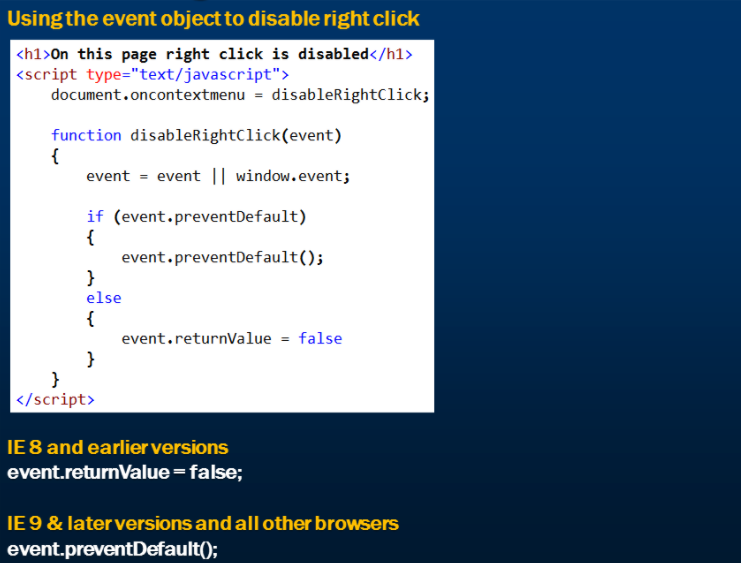 Using the event object to disable right click
<h1>On this page right click is disabled</h1>
<script type="text/javascript">
    document.oncontextmenu = disableRightClick;

    function disableRightClick(event)
    {
        event = event || window.event;

        if (event.preventDefault)
        {
            event.preventDefault();
        }
        else
        {
            event.returnValue = false
        }
    }
</script>
IE 8 and earlier versions
event.returnValue = false;
IE 9 & later versions and all other browsers
event.preventDefault();